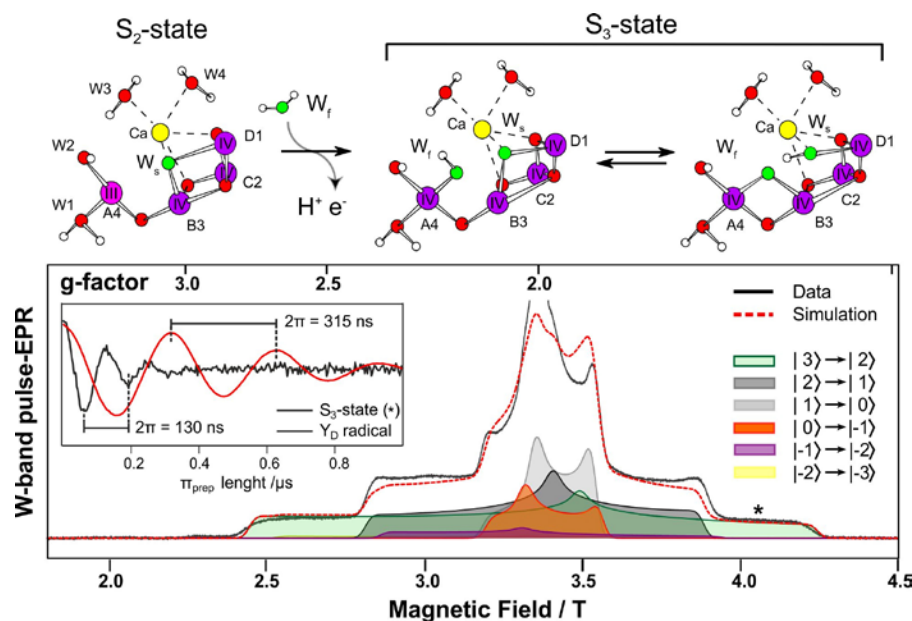 S₂-state
S₃-state
W3
W4
Ca
W2
Wₛ
D1
III
IV
IV
IV
C2
W1
A4
B3
W_f
H⁺ e⁻
Ca
Wₛ
D1
W_f
IV
IV
IV
IV
C2
A4
B3
Ca
Wₛ
D1
W_f
IV
IV
IV
IV
C2
A4
B3
g-factor
3.0
2.5
2.0
2π = 315 ns
2π = 130 ns
S₃-state (*)
Y_D radical
0.2
0.4
0.6
0.8
π_prep lenght /µs
Data
Simulation
|3⟩→|2⟩
|2⟩→|1⟩
|1⟩→|0⟩
|0⟩→|-1⟩
|-1⟩→|-2⟩
|-2⟩→|-3⟩
*
W-band pulse-EPR
2.0
2.5
3.0
3.5
4.0
4.5
Magnetic Field / T